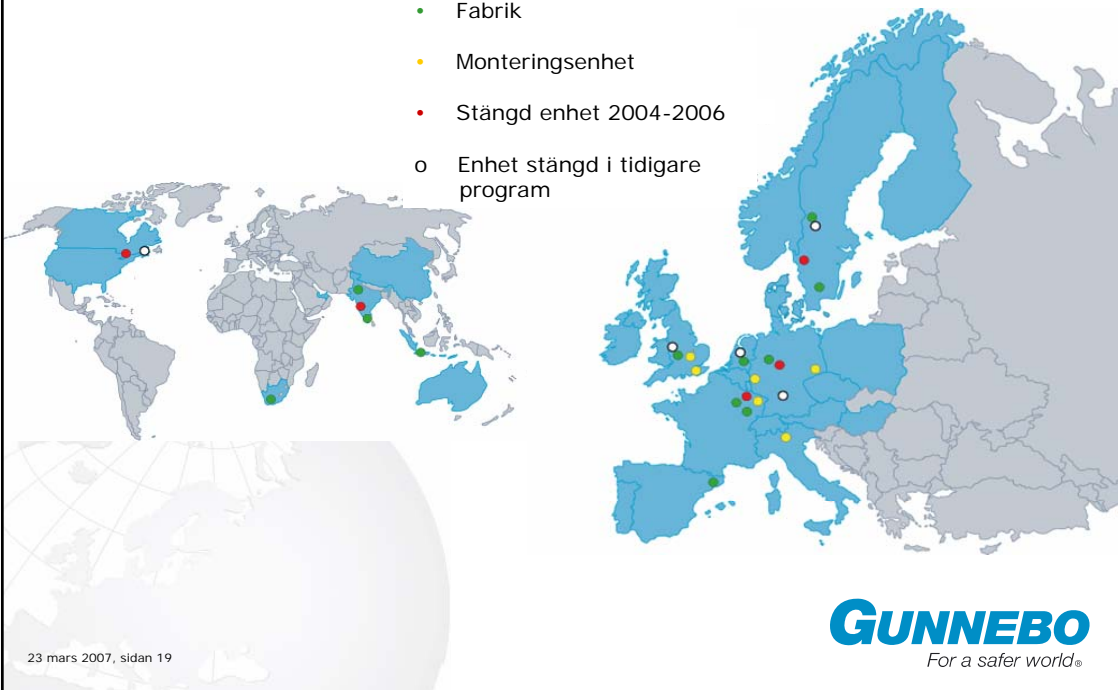 • Fabrik
• Monteringsenhet
• Stängd enhet 2004-2006
o Enhet stängd i tidigare
program
23 mars 2007, sidan 19
GUNNEBO
For a safer world®